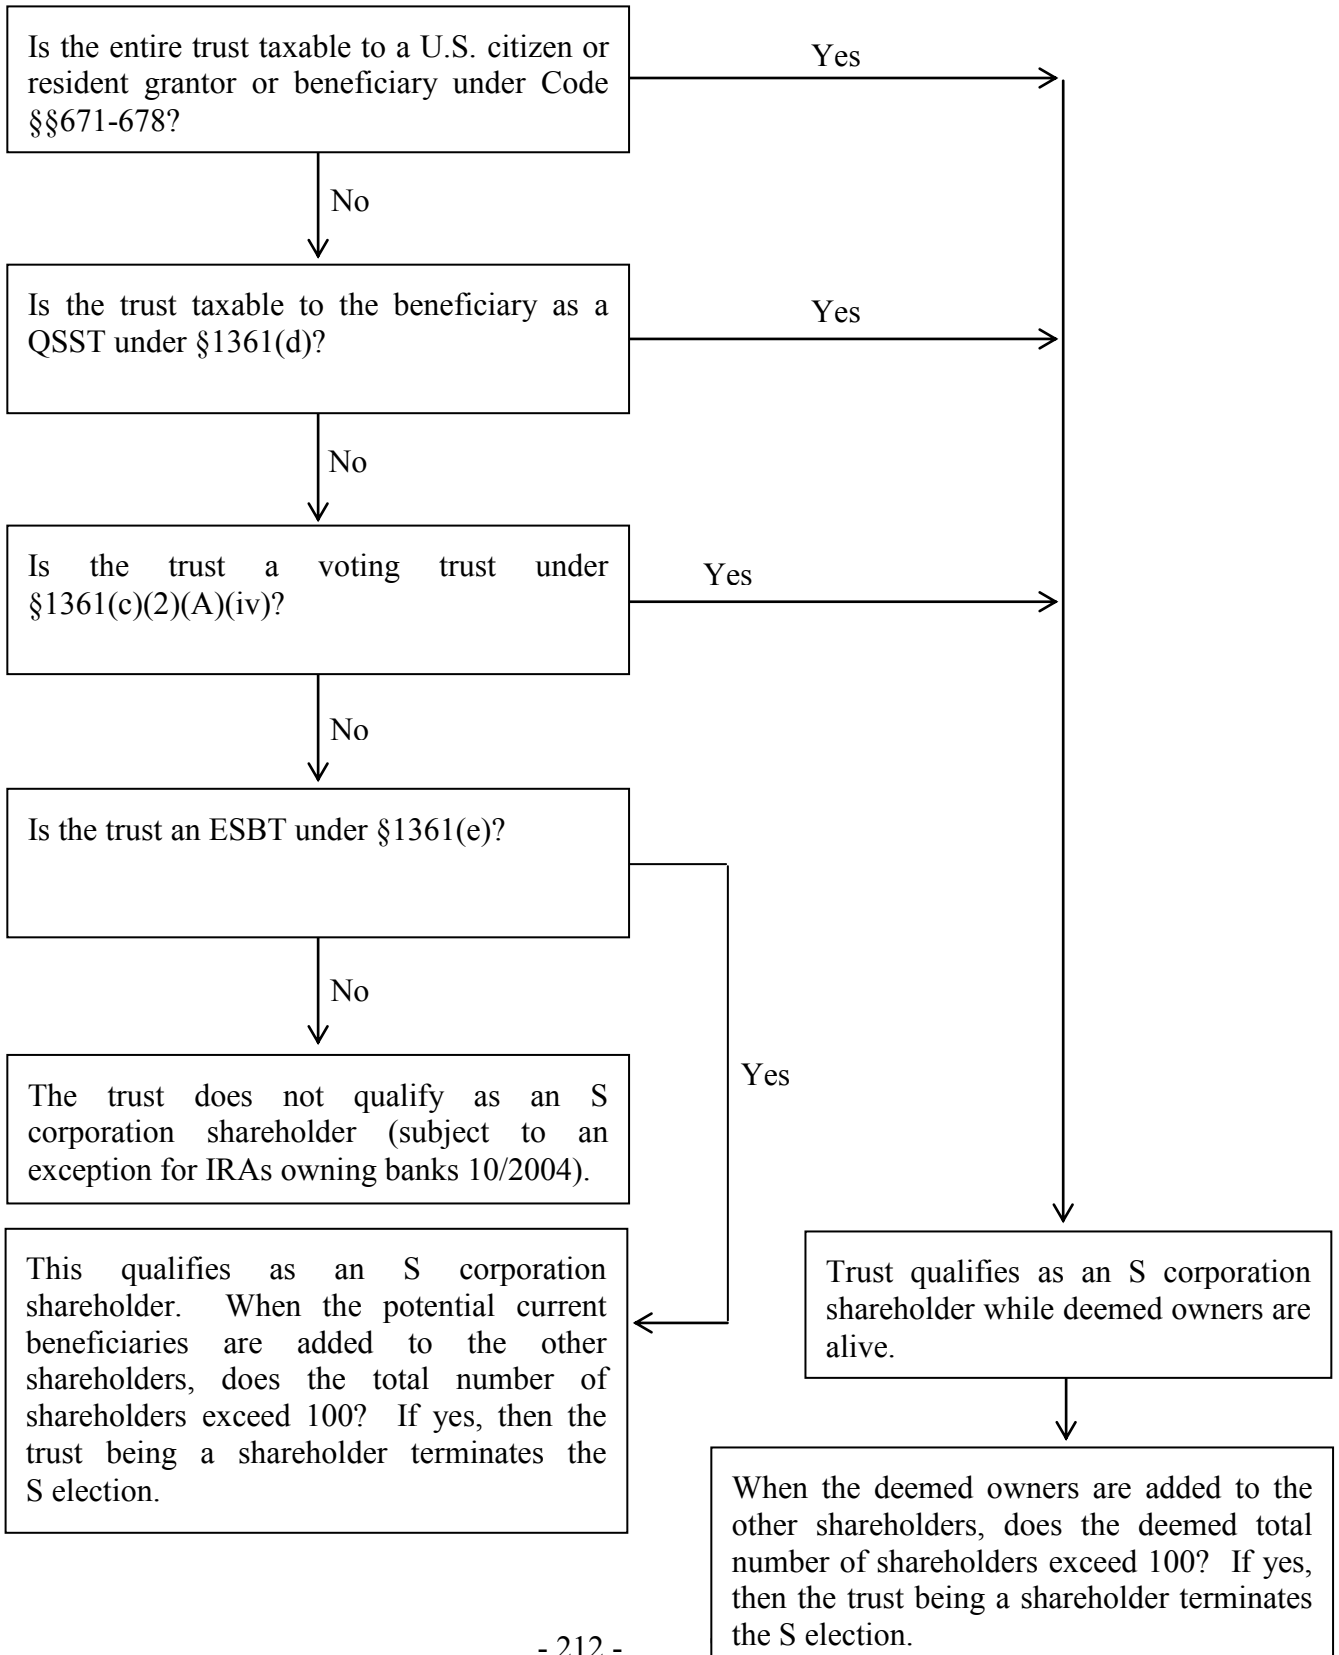 Is the entire trust taxable to a U.S. citizen or
resident grantor or beneficiary under Code
§§671-678?
Yes
No
Is the trust taxable to the beneficiary as a
QSST under §1361(d)?
Yes
No
Is the trust a voting trust under
§1361(c)(2)(A)(iv)?
Yes
No
Is the trust an ESBT under §1361(e)?
No
Yes
The trust does not qualify as an S
corporation shareholder (subject to an
exception for IRAs owning banks 10/2004).
This qualifies as an S corporation
shareholder. When the potential current
beneficiaries are added to the other
shareholders, does the total number of
shareholders exceed 100? If yes, then the
trust being a shareholder terminates the
S election.
Trust qualifies as an S corporation
shareholder while deemed owners are
alive.
When the deemed owners are added to the
other shareholders, does the deemed total
number of shareholders exceed 100? If yes,
then the trust being a shareholder terminates
the S election.
- 212 -